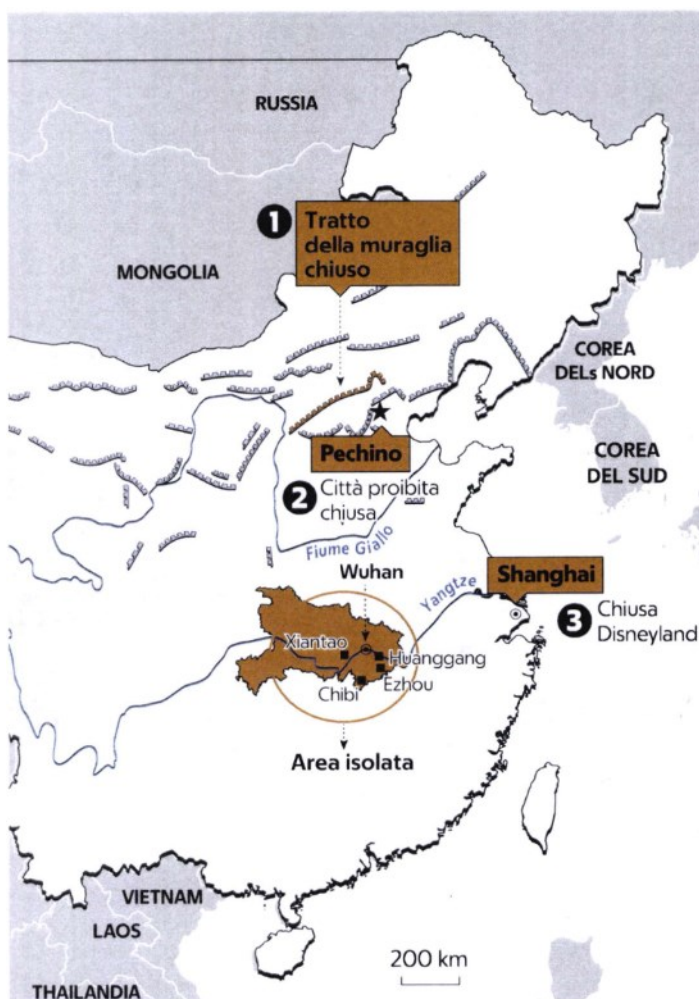 RUSSIA
1
Tratto
della muraglia
chiuso
MONGOLIA
COREA
DELs NORD
COREA
DEL SUD
Pechino
2
Città proibita
chiusa
Fiume Giallo
Wuhan
Yangtze
Shanghai
3
Chiusa
Disneyland
Xiantao
Huanggang
Ezhou
Chibi
Area isolata
VIETNAM
LAOS
200 km
THAILANDIA